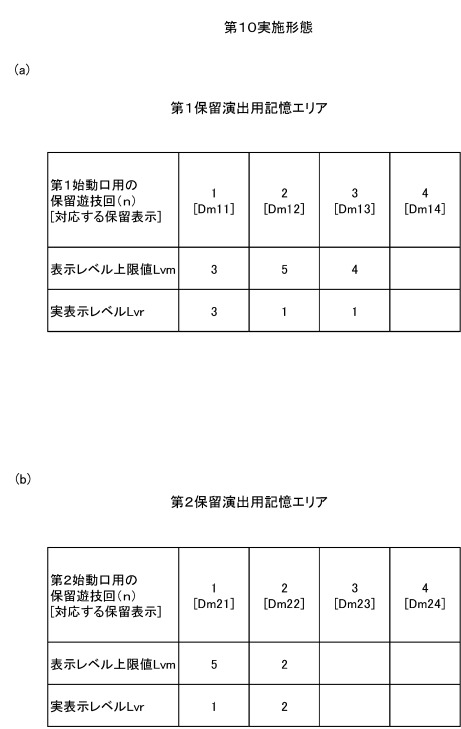 第10実施形態
(a)
第1保留演出用記憶エリア
第1始動口用の
保留遊技回(n)
[対応する保留表示]
1
[Dm11]
2
[Dm12]
3
[Dm13]
4
[Dm14]
表示レベル上限値Lvm 3 5 4
実表示レベルLvr 3 1 1
(b)
第2保留演出用記憶エリア
第2始動口用の
保留遊技回(n)
[対応する保留表示]
1
[Dm21]
2
[Dm22]
3
[Dm23]
4
[Dm24]
表示レベル上限値Lvm 5 2
実表示レベルLvr 1 2